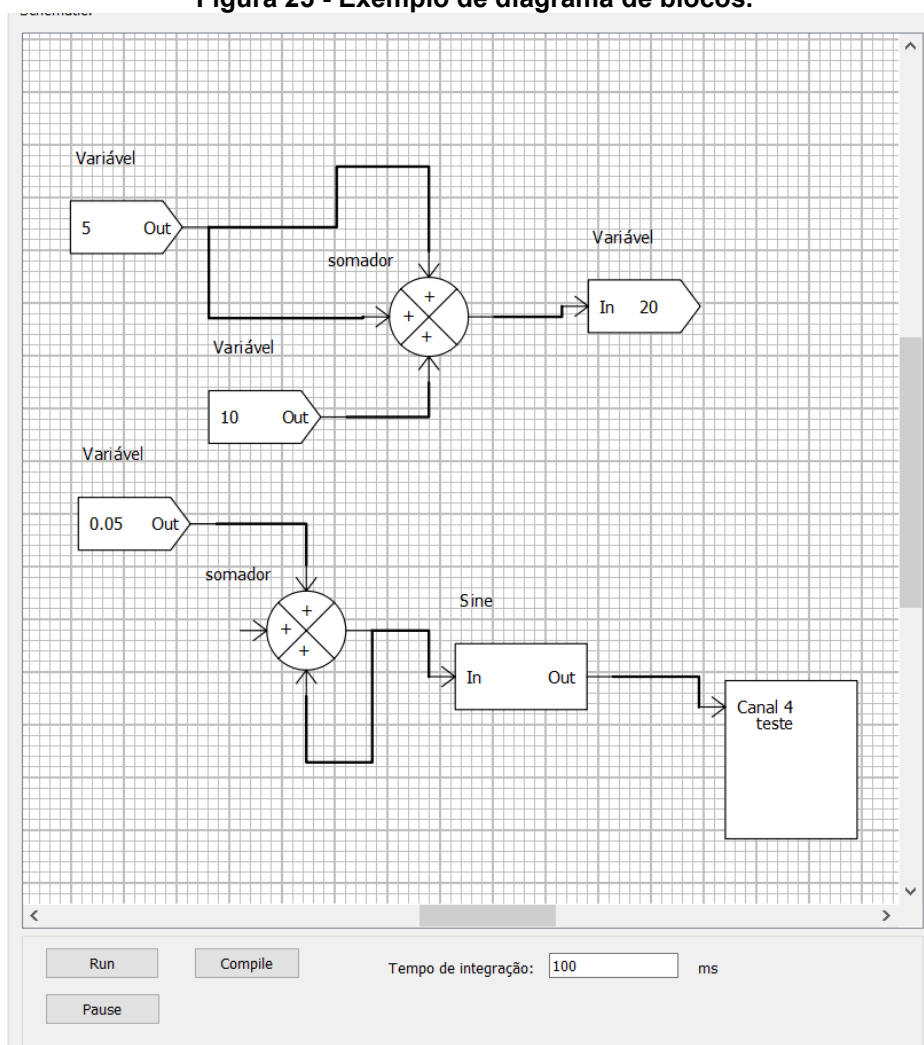 Figura 25 - Exemplo de diagrama de blocos.
Schematic:
Variável
5 Out
somador
+
+
+
Variável
In 20
Variável
10 Out
Variável
0.05 Out
somador
+
+
+
Sine
In Out
Canal 4
teste
Run
Compile
Tempo de integração: 100 ms
Pause